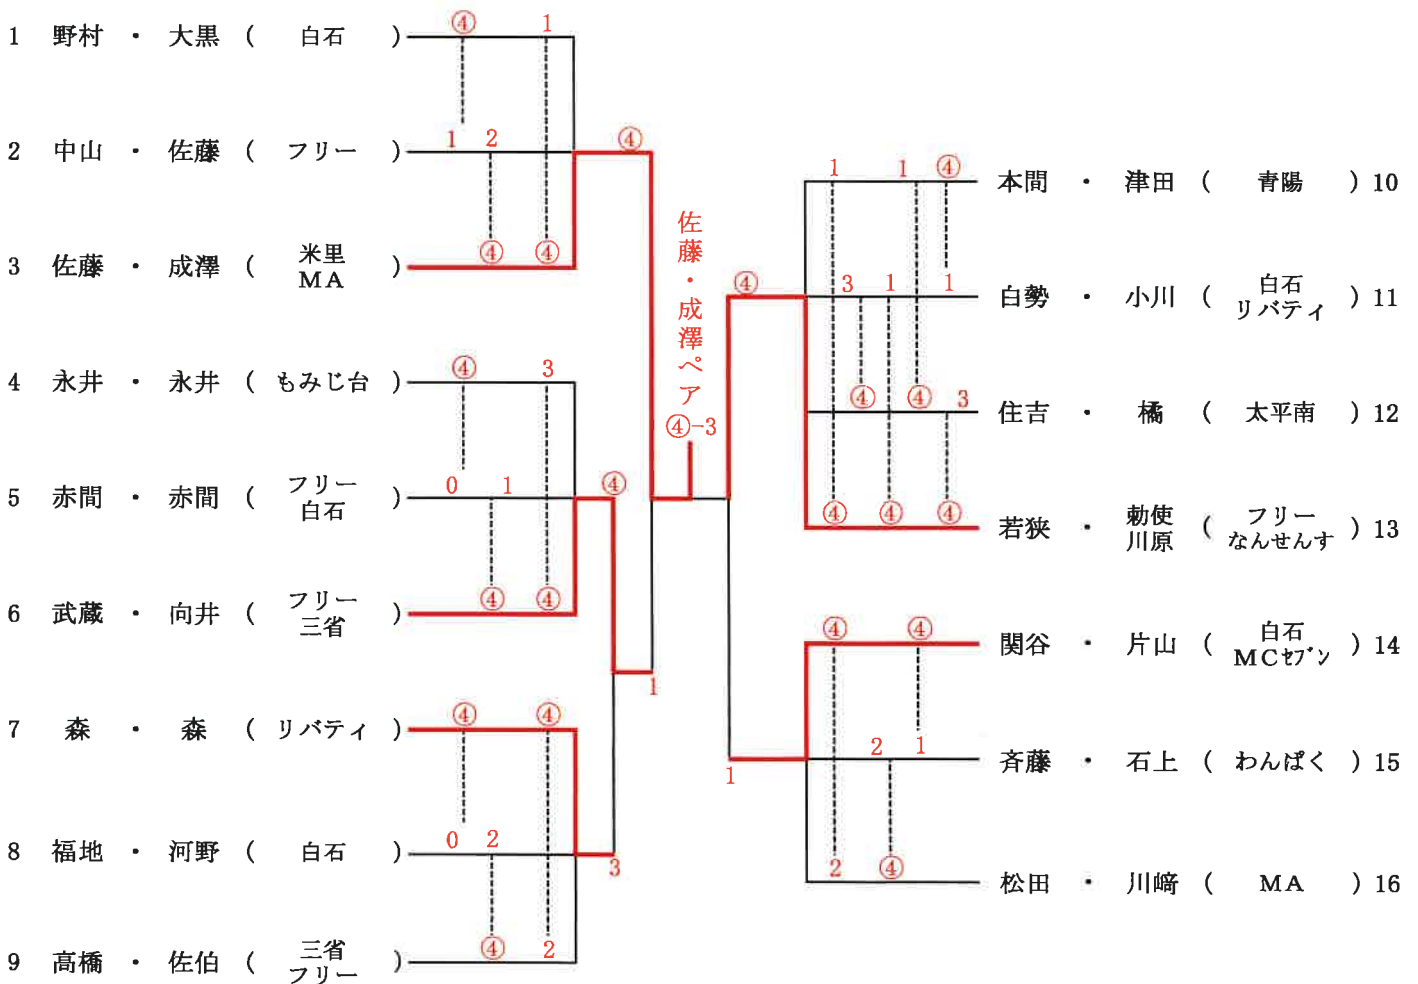 ④ 1
1 野村 ・ 大黒 ( 白石 )
1 2
2 中山 ・ 佐藤 ( フリー )
④
④ ④
3 佐藤 ・ 成澤 ( 米里
MA )
④ 3
4 永井 ・ 永井 ( もみじ台 )
0 1
5 赤間 ・ 赤間 ( フリー
白石 )
④
④ ④
6 武蔵 ・ 向井 ( フリー
三省 )
1
④ ④
7 森 ・ 森 ( リバティ )
0 2
8 福地 ・ 河野 ( 白石 )
3
④ 2
9 高橋 ・ 佐伯 ( 三省
フリー )
佐藤・成澤ペア
④-3
1 1 ④
本間 ・ 津田 ( 青陽 ) 10
④
3 1 1
白勢 ・ 小川 ( 白石
リバティ ) 11
④ ④ 3
住吉 ・ 橘 ( 太平南 ) 12
④ ④ ④
若狭 ・ 勅使
川原 ( フリー
なんせんす ) 13
④ ④
関谷 ・ 片山 ( 白石
MCセブン ) 14
2 1
斉藤 ・ 石上 ( わんぱく ) 15
1
2 ④
松田 ・ 川﨑 ( MA ) 16